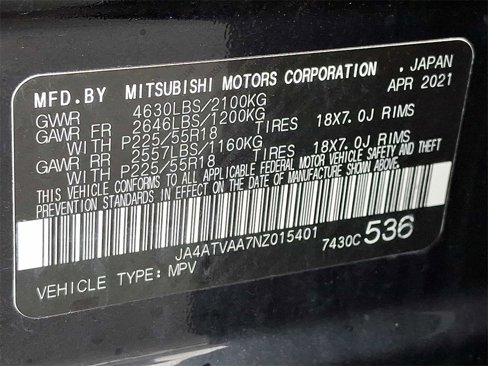 MFD.BY MITSUBISHI MOTORS CORPORATION . JAPAN
APR 2021
GVWR 4630LBS/2100KG
GAWR FR 2646LBS/1200KG
WITH P225/55R18 TIRES 18X7.0J RIMS
GAWR RR 2557LBS/1160KG
WITH P225/55R18 TIRES 18X7.0J RIMS
THIS VEHICLE CONFORMS TO ALL APPLICABLE FEDERAL MOTOR VEHICLE SAFETY AND THEFT
PREVENTION STANDARDS IN EFFECT ON THE DATE OF MANUFACTURE SHOWN ABOVE.
JA4ATVAA7NZ015401 7430C 536
VEHICLE TYPE: MPV